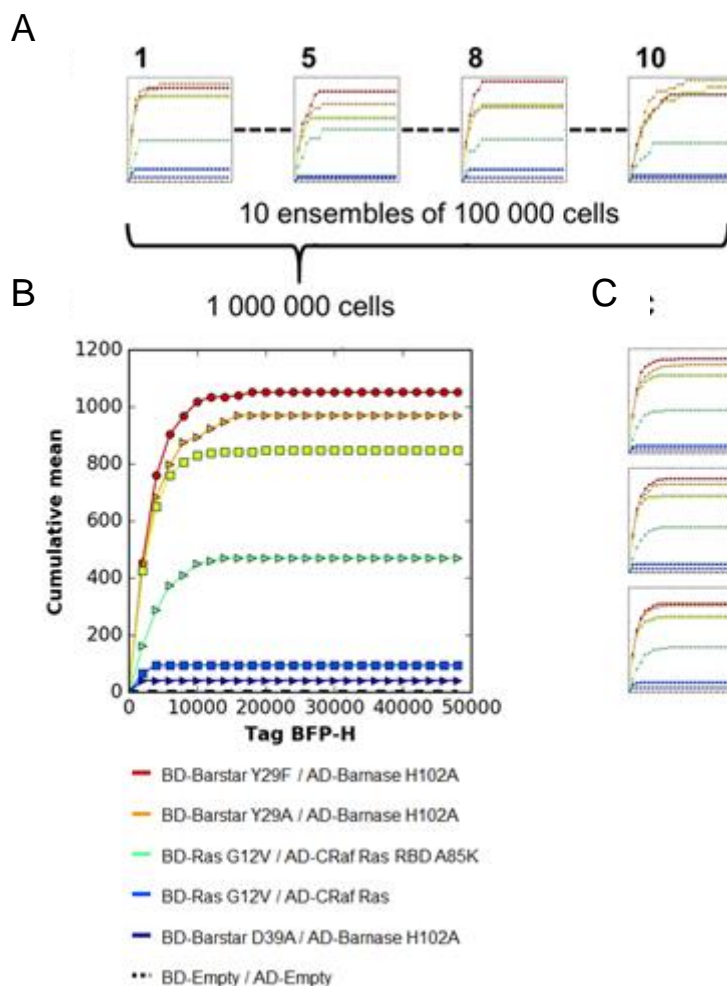 A
1 5 8 10
10 ensembles of 100 000 cells
B
1 000 000 cells
C
1200
1000
800
600
400
200
0
Cumulative mean
0 10000 20000 30000 40000 50000
Tag BFP-H
BD-Barstar Y29F / AD-Barnase H102A
BD-Barstar Y29A / AD-Barnase H102A
BD-Ras G12V / AD-CRaf Ras RBD A85K
BD-Ras G12V / AD-CRaf Ras
BD-Barstar D39A / AD-Barnase H102A
BD-Empty / AD-Empty